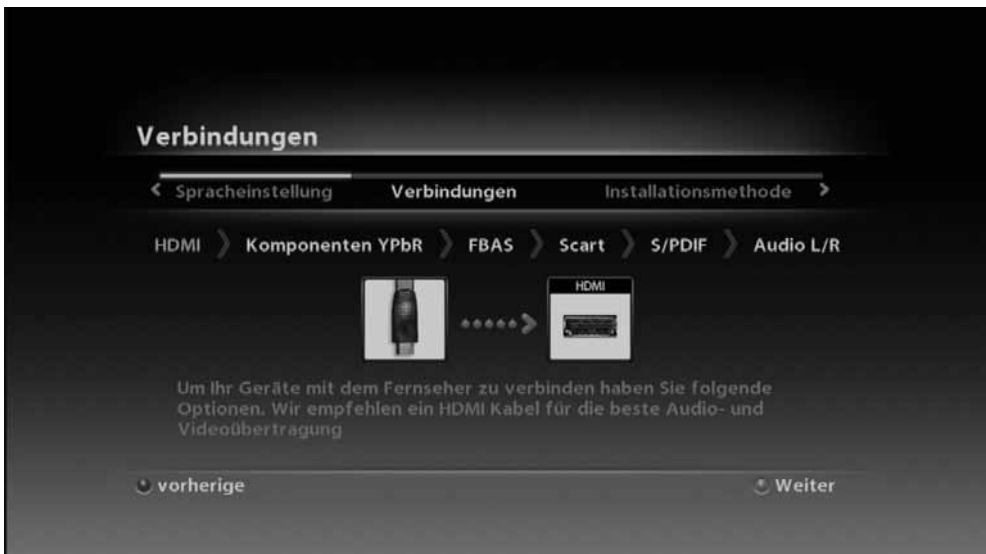 Verbindungen
Spracheinstellung Verbindungen Installationsmethode
HDMI Komponenten YPbR FBAS Scart S/PDIF Audio L/R
HDMI
Um Ihr Geräte mit dem Fernseher zu verbinden haben Sie folgende
Optionen. Wir empfehlen ein HDMI Kabel für die beste Audio- und
Videoübertragung
vorherige Weiter